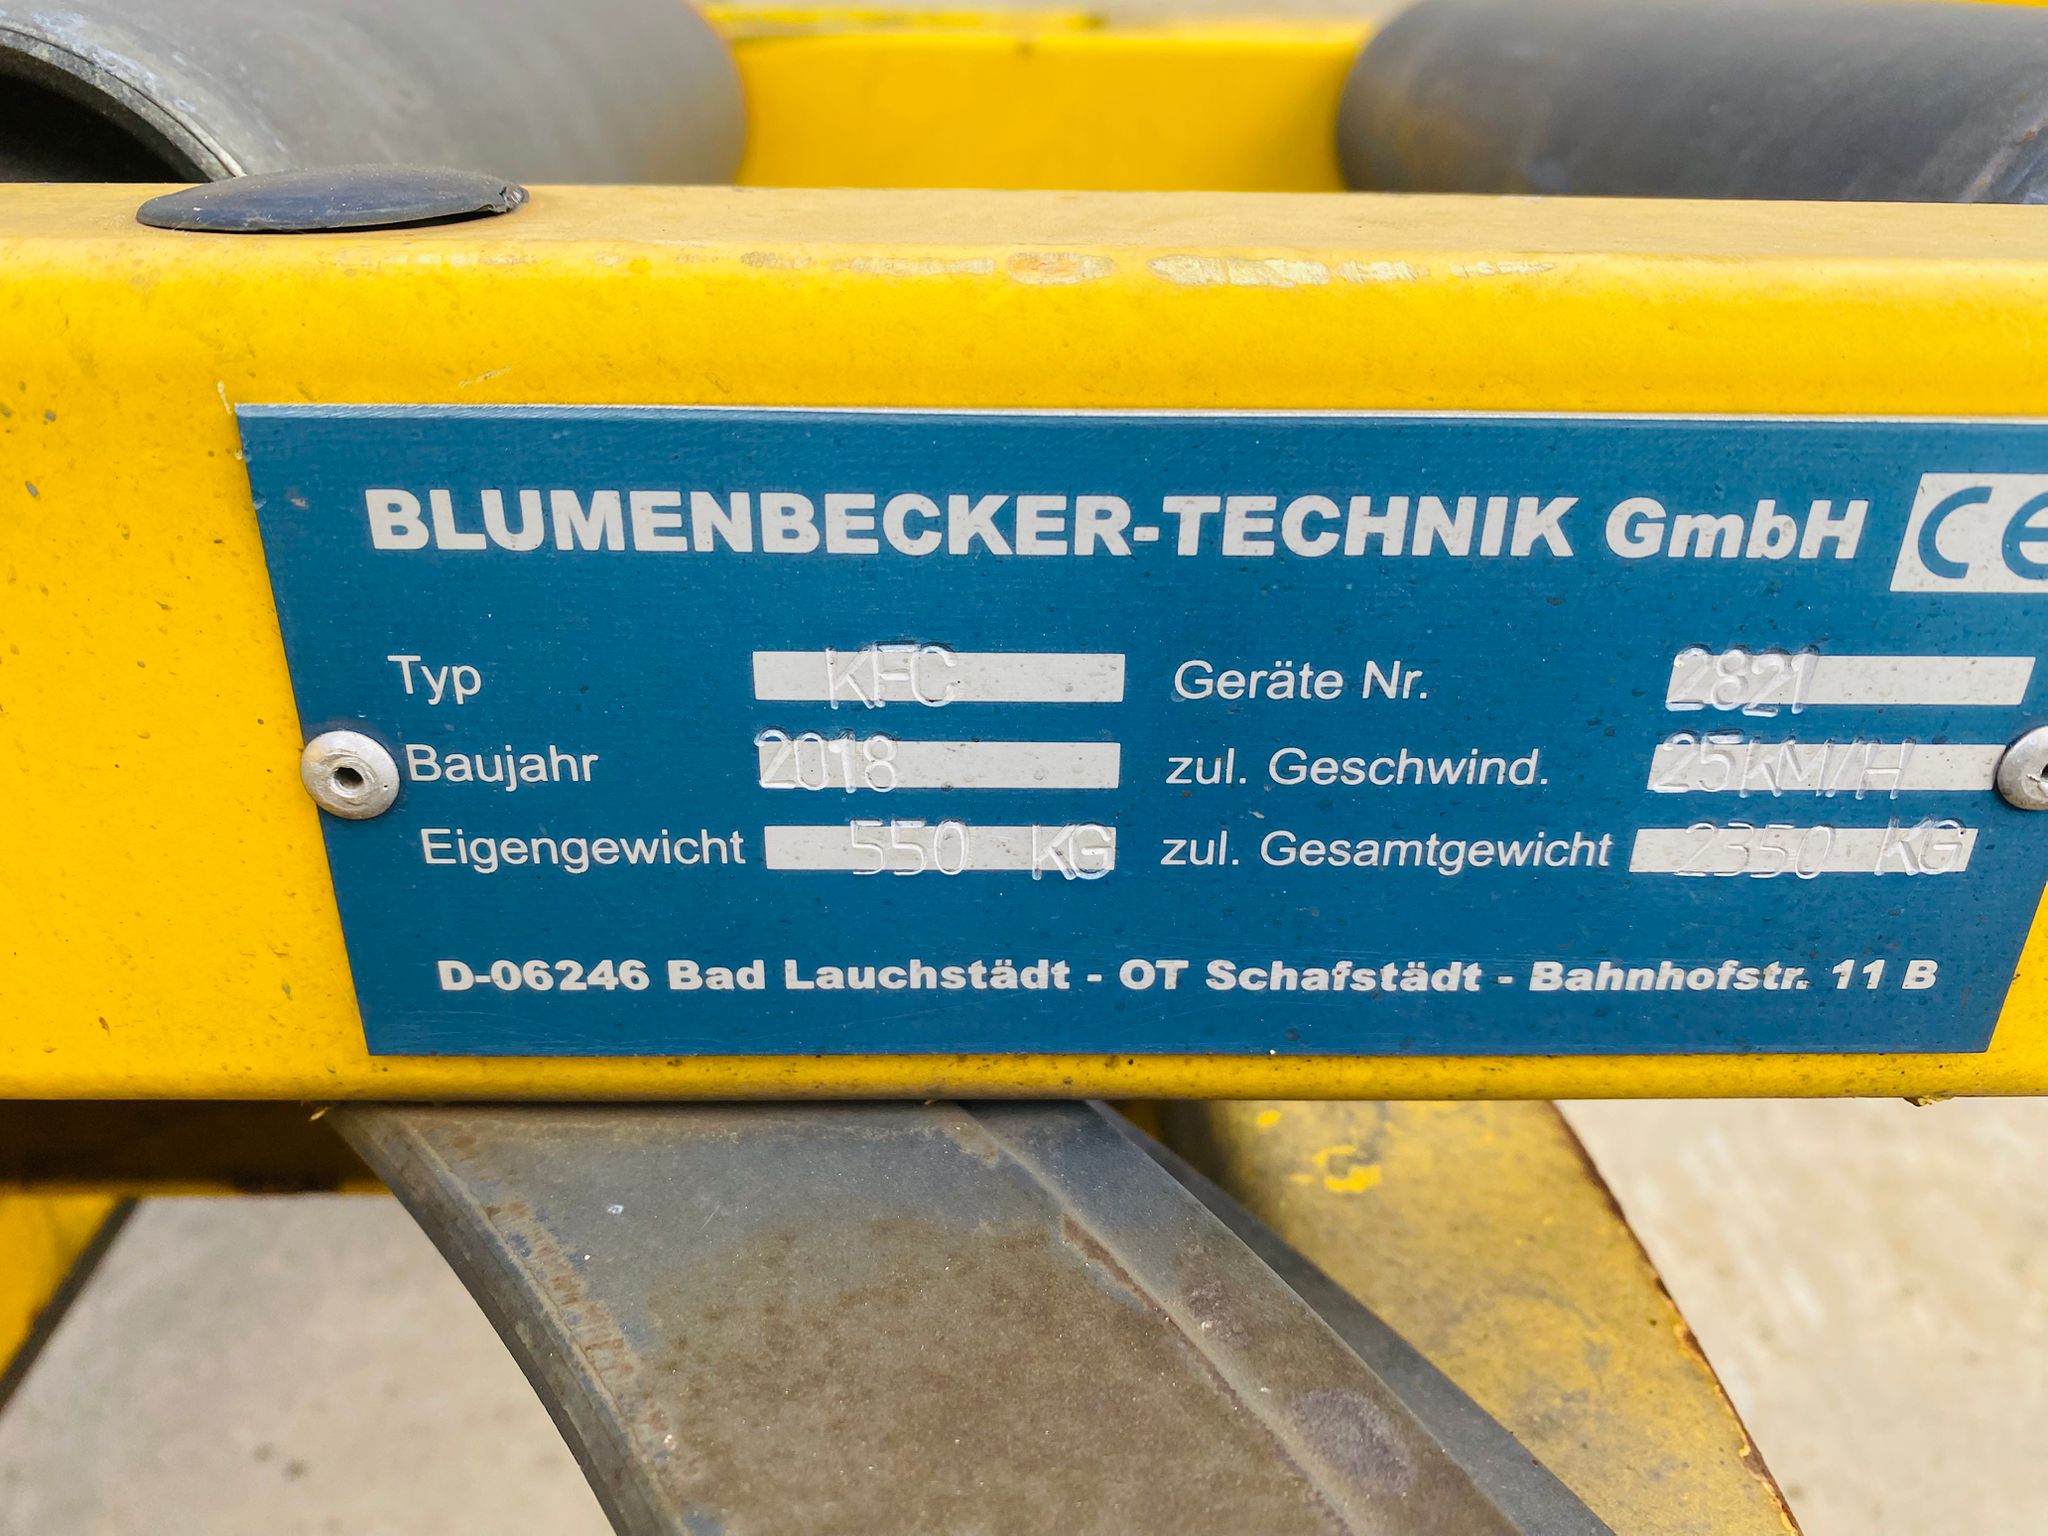 BLUMENBECKER-TECHNIK GmbH CE
Typ KFC Geräte Nr. 2821
Baujahr 2018 zul. Geschwind. 25KM/H
Eigengewicht 550 KG zul. Gesamtgewicht 2350 KG
D-06246 Bad Lauchstädt - OT Schafstädt - Bahnhofstr. 11 B